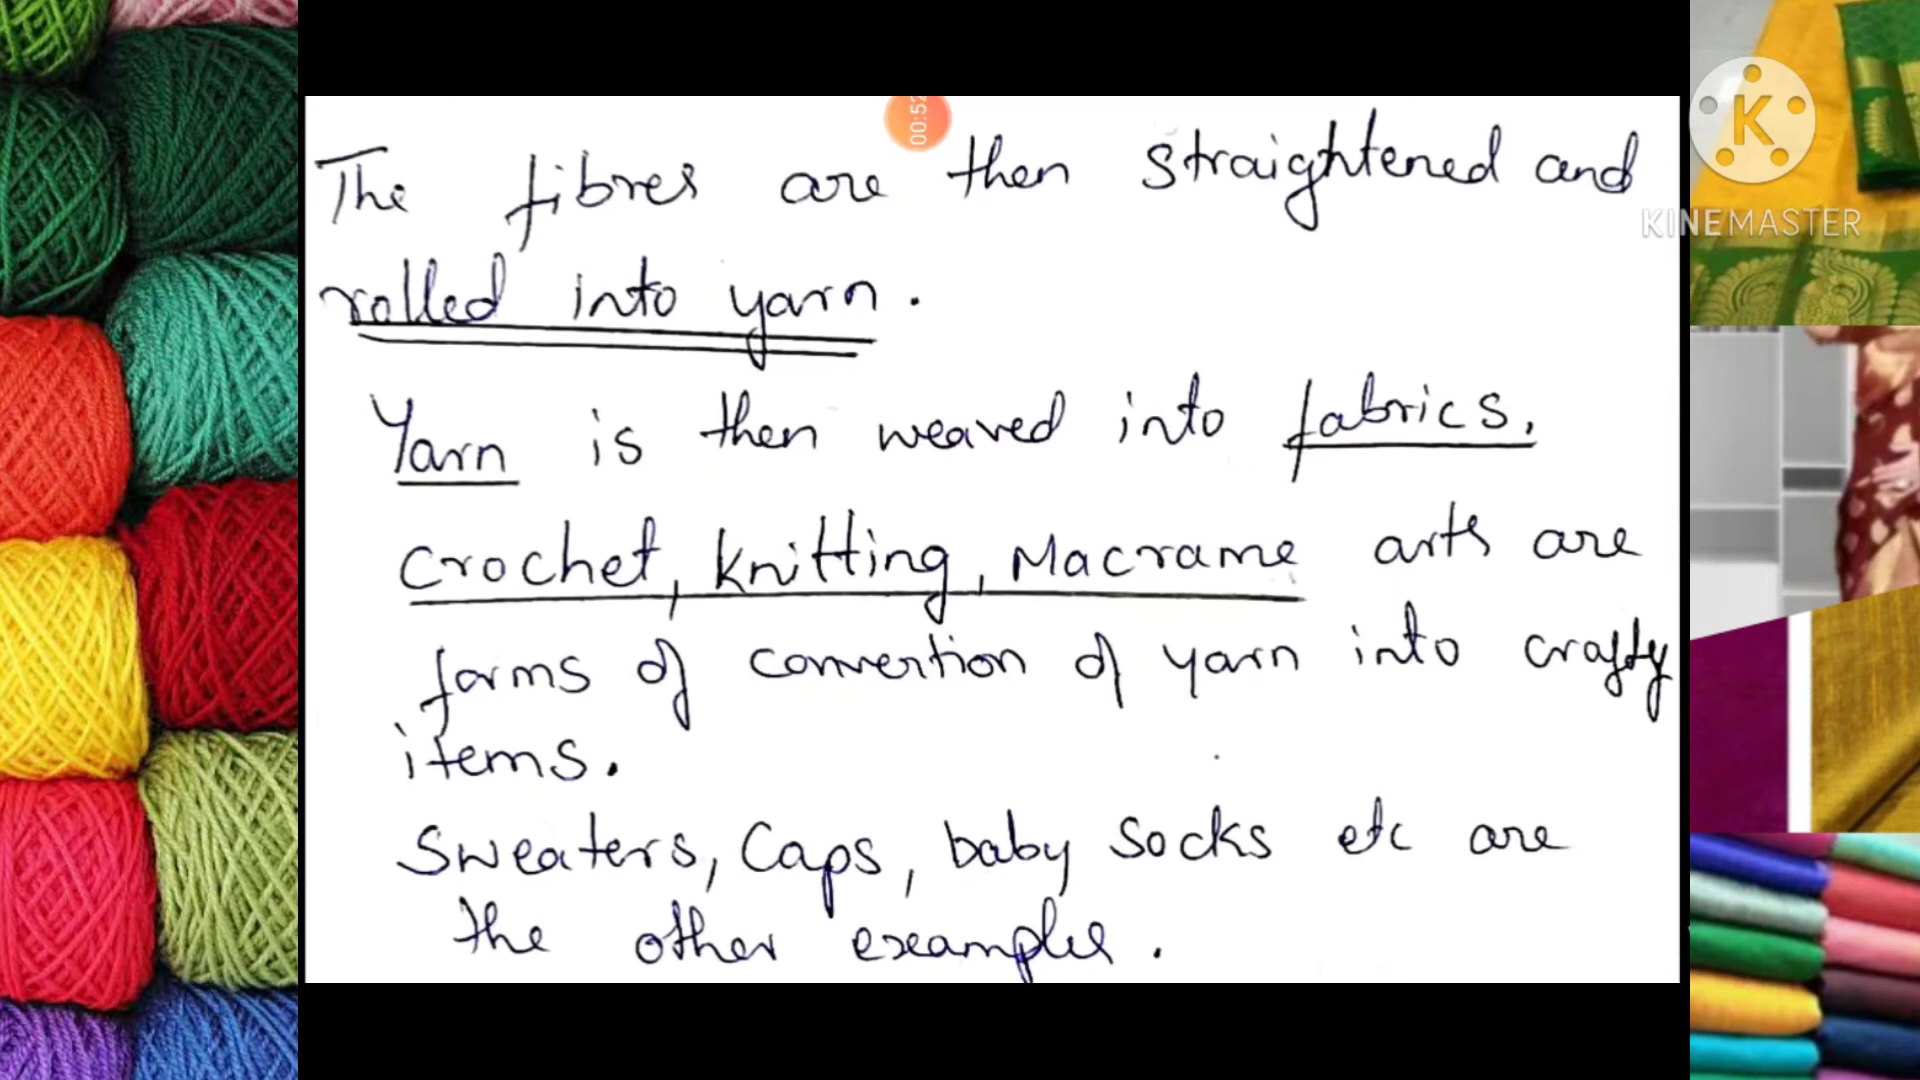 00:52
K
KINEMASTER
The fibres are then straightened and
rolled into yarn.
Yarn is then weaved into fabrics.
Crochet, knitting, Macrame arts are
forms of convertion of yarn into crafty
items.
Sweaters, Caps, baby socks etc are
the other examples.